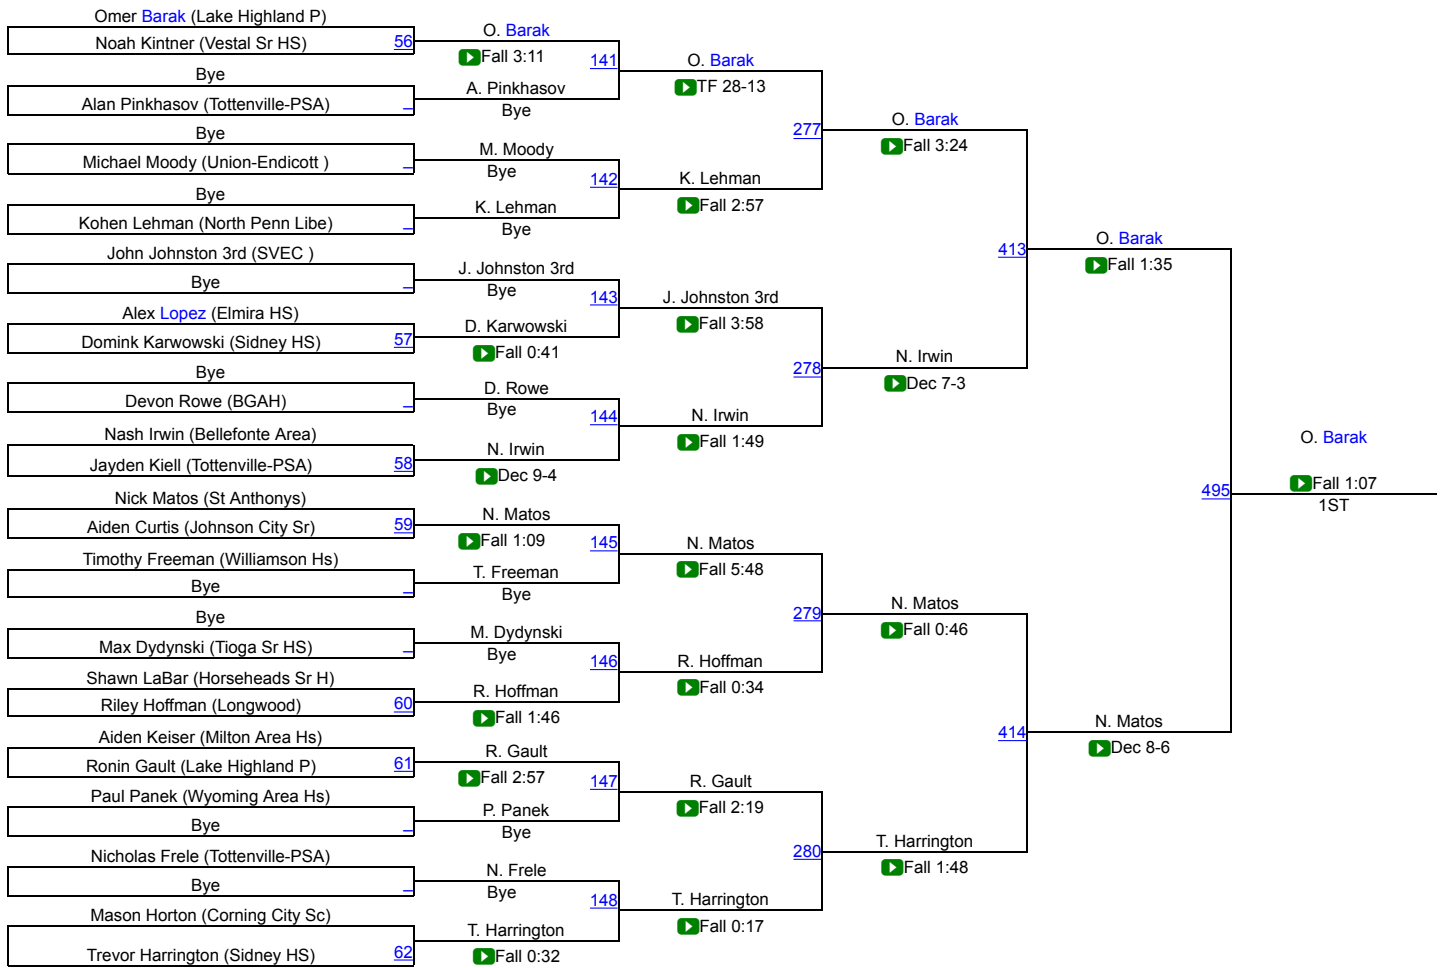 Omer Barak (Lake Highland P)
Noah Kintner (Vestal Sr HS) 56
Bye
Alan Pinkhasov (Tottenville-PSA)
Bye
Michael Moody (Union-Endicott )
Bye
Kohen Lehman (North Penn Libe)
John Johnston 3rd (SVEC )
Bye
Alex Lopez (Elmira HS)
Domink Karwowski (Sidney HS) 57
Bye
Devon Rowe (BGAH)
Nash Irwin (Bellefonte Area)
Jayden Kiell (Tottenville-PSA) 58
Nick Matos (St Anthonys)
Aiden Curtis (Johnson City Sr) 59
Timothy Freeman (Williamson Hs)
Bye
Bye
Max Dydynski (Tioga Sr HS)
Shawn LaBar (Horseheads Sr H)
Riley Hoffman (Longwood) 60
Aiden Keiser (Milton Area Hs)
Ronin Gault (Lake Highland P) 61
Paul Panek (Wyoming Area Hs)
Bye
Nicholas Frele (Tottenville-PSA)
Bye
Mason Horton (Corning City Sc)
Trevor Harrington (Sidney HS) 62
O. Barak
Fall 3:11
141
A. Pinkhasov
Bye
M. Moody
Bye
142
K. Lehman
Bye
J. Johnston 3rd
Bye
143
D. Karwowski
Fall 0:41
D. Rowe
Bye
144
N. Irwin
Dec 9-4
N. Matos
Fall 1:09
145
T. Freeman
Bye
M. Dydynski
Bye
146
R. Hoffman
Fall 1:46
R. Gault
Fall 2:57
147
P. Panek
Bye
N. Frele
Bye
148
T. Harrington
Fall 0:32
O. Barak
TF 28-13
277
K. Lehman
Fall 2:57
J. Johnston 3rd
Fall 3:58
278
N. Irwin
Fall 1:49
N. Matos
Fall 5:48
279
R. Hoffman
Fall 0:34
R. Gault
Fall 2:19
280
T. Harrington
Fall 0:17
O. Barak
Fall 3:24
413
N. Irwin
Dec 7-3
N. Matos
Fall 0:46
414
T. Harrington
Fall 1:48
O. Barak
Fall 1:35
495
N. Matos
Dec 8-6
O. Barak
Fall 1:07
1ST